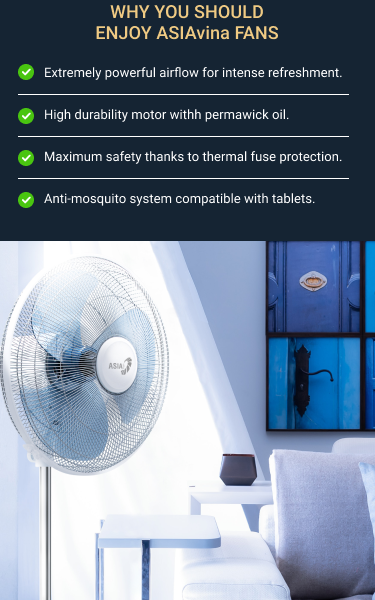 WHY YOU SHOULD
ENJOY ASIAvina FANS
Extremely powerful airflow for intense refreshment.
High durability motor withh permawick oil.
Maximum safety thanks to thermal fuse protection.
Anti-mosquito system compatible with tablets.
ASIA